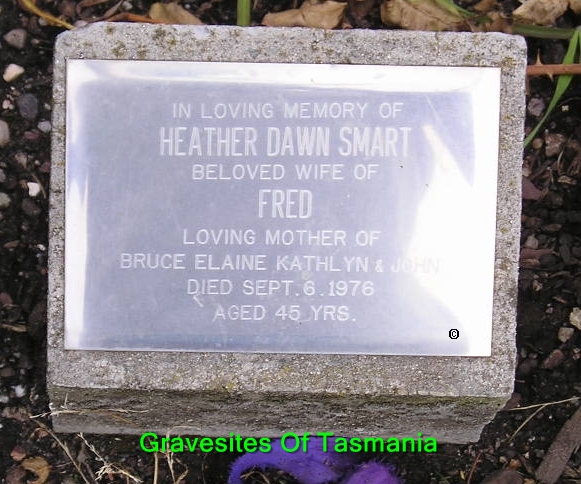 IN LOVING MEMORY OF
HEATHER DAWN SMART
BELOVED WIFE OF
FRED
LOVING MOTHER OF
BRUCE ELAINE KATHLYN & JOHN
DIED SEPT. 6. 1976
AGED 45 YRS.
©
Gravesites Of Tasmania